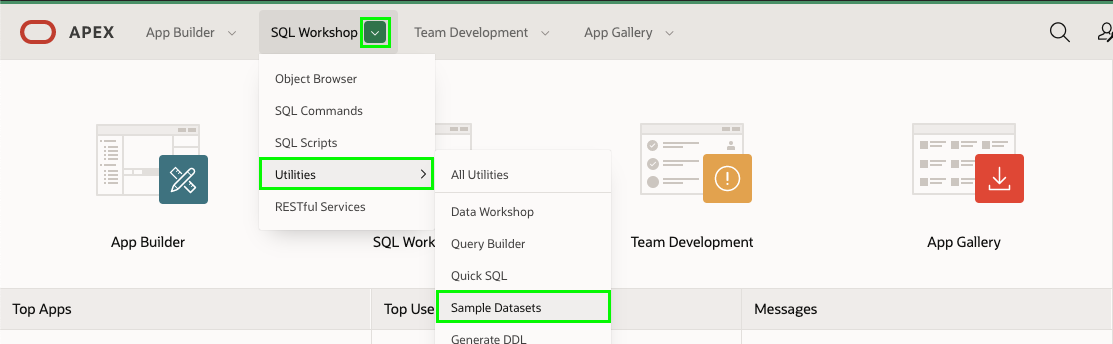 APEX App Builder SQL Workshop Team Development App Gallery
Object Browser
SQL Commands
SQL Scripts
Utilities
RESTful Services
All Utilities
Data Workshop
Query Builder
Quick SQL
Sample Datasets
Generate DDL
App Builder SQL Work Team Development App Gallery
Top Apps Top Use Messages